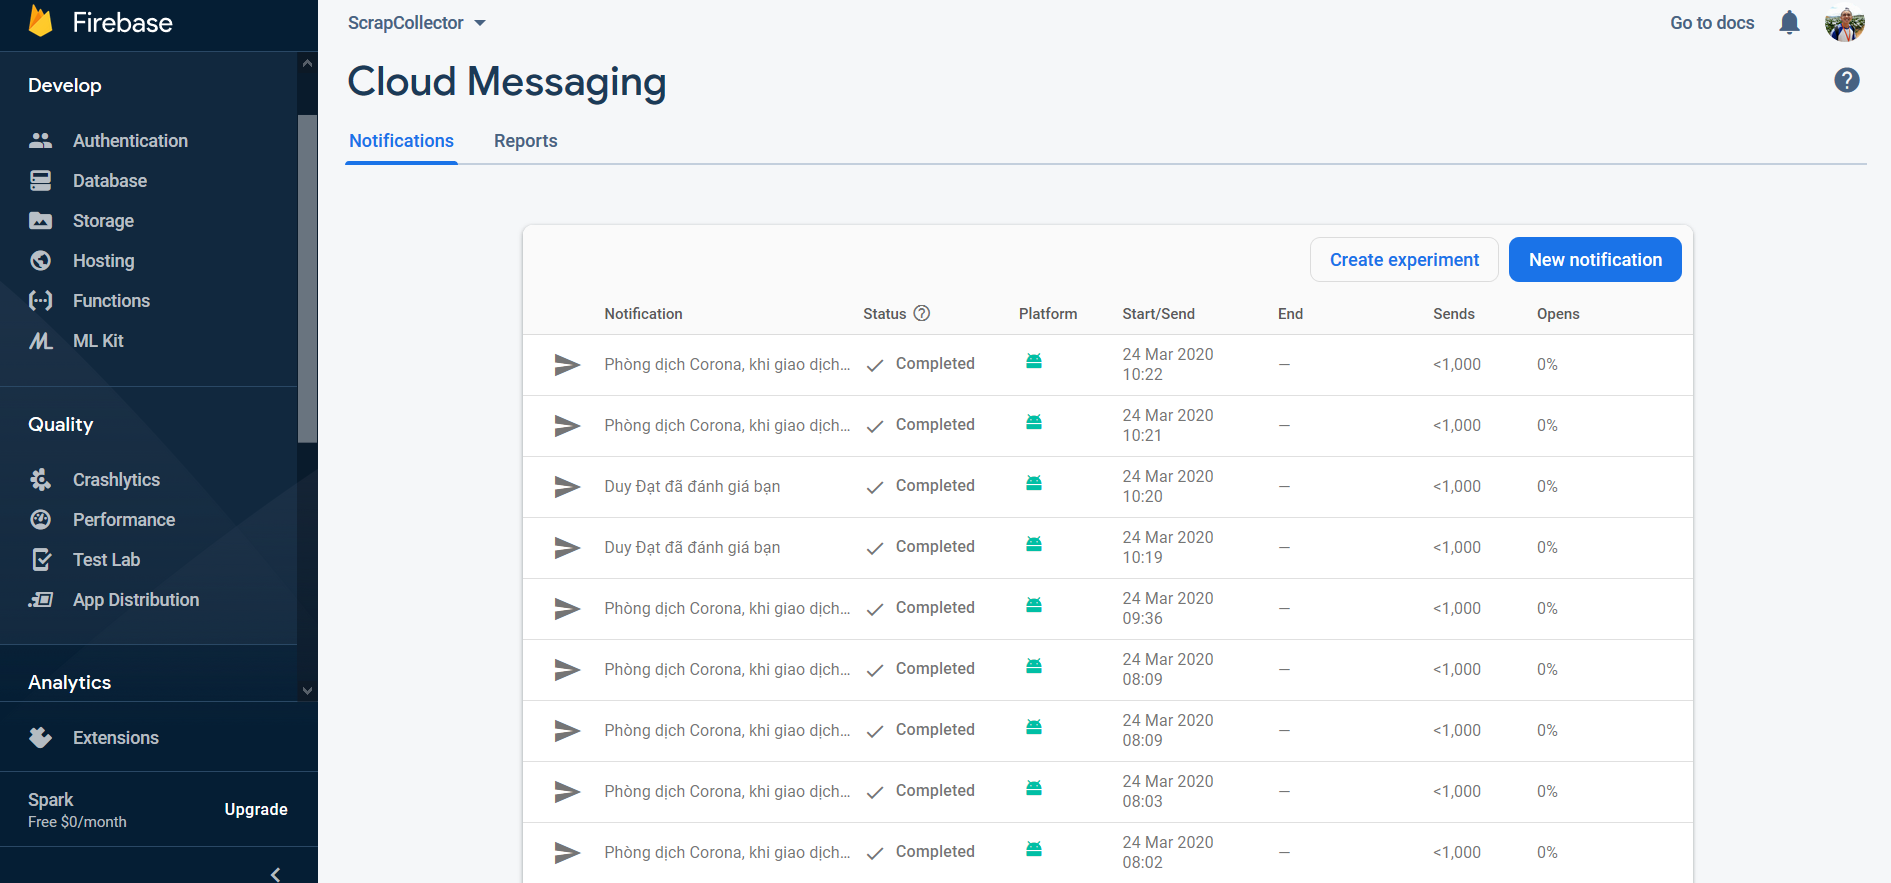 Firebase
Develop
Authentication
Database
Storage
Hosting
Functions
ML Kit
Quality
Crashlytics
Performance
Test Lab
App Distribution
Analytics
Extensions
Spark
Free $0/month
Upgrade
ScrapCollector
Go to docs
Cloud Messaging
Notifications Reports
Create experiment New notification
Notification Status Platform Start/Send End Sends Opens
Phòng dịch Corona, khi giao dịch... Completed 24 Mar 2020 10:22 — <1,000 0%
Phòng dịch Corona, khi giao dịch... Completed 24 Mar 2020 10:21 — <1,000 0%
Duy Đạt đã đánh giá bạn Completed 24 Mar 2020 10:20 — <1,000 0%
Duy Đạt đã đánh giá bạn Completed 24 Mar 2020 10:19 — <1,000 0%
Phòng dịch Corona, khi giao dịch... Completed 24 Mar 2020 09:36 — <1,000 0%
Phòng dịch Corona, khi giao dịch... Completed 24 Mar 2020 08:09 — <1,000 0%
Phòng dịch Corona, khi giao dịch... Completed 24 Mar 2020 08:09 — <1,000 0%
Phòng dịch Corona, khi giao dịch... Completed 24 Mar 2020 08:03 — <1,000 0%
Phòng dịch Corona, khi giao dịch... Completed 24 Mar 2020 08:02 — <1,000 0%